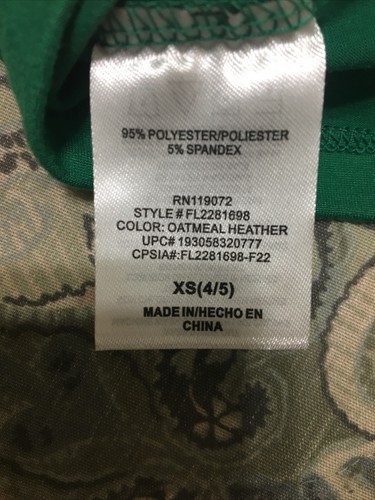 95% POLYESTER/POLIESTER
5% SPANDEX
RN119072
STYLE # FL2281698
COLOR: OATMEAL HEATHER
UPC# 193058320777
CPSIA#:FL2281698-F22
XS(4/5)
MADE IN/HECHO EN
CHINA